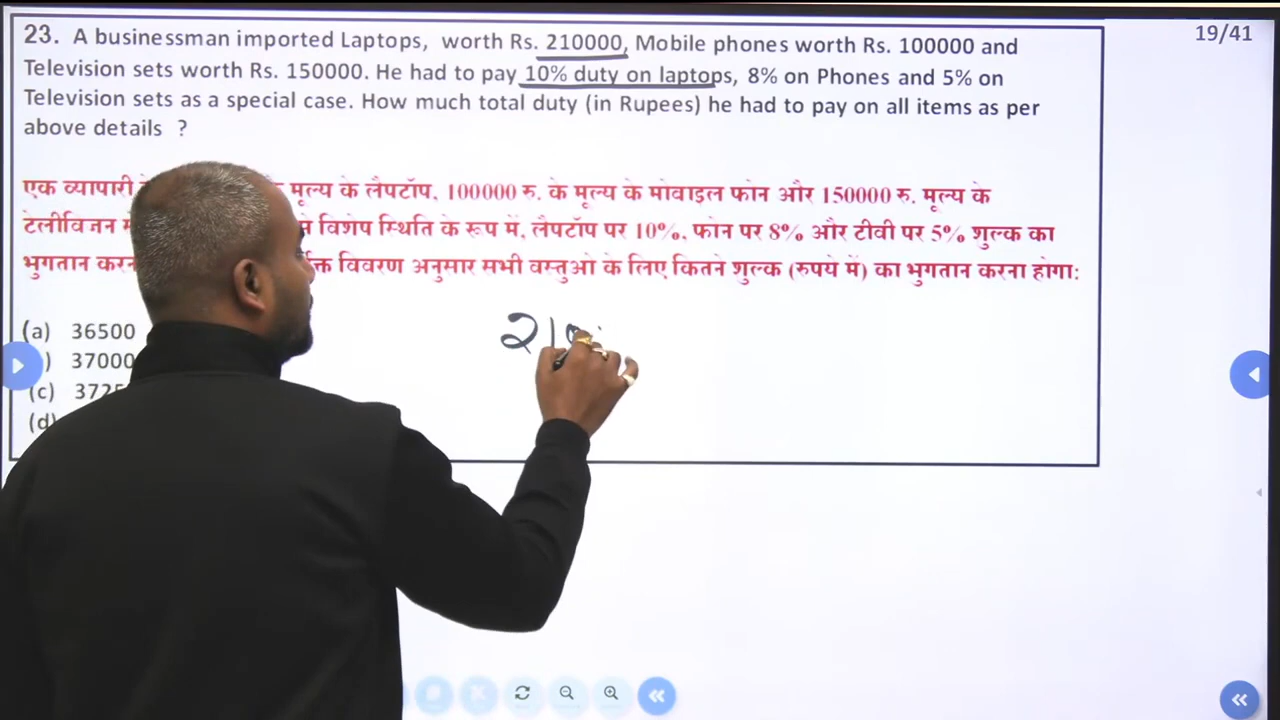 19/41
23. A businessman imported Laptops, worth Rs. 210000, Mobile phones worth Rs. 100000 and
Television sets worth Rs. 150000. He had to pay 10% duty on laptops, 8% on Phones and 5% on
Television sets as a special case. How much total duty (in Rupees) he had to pay on all items as per
above details ?
एक व्यापारी मूल्य के लैपटॉप, 100000 रु. के मूल्य के मोबाइल फोन और 150000 रु. मूल्य के
टेलीविजन विशेष स्थिति के रूप में, लैपटॉप पर 10%, फोन पर 8% और टीवी पर 5% शुल्क का
भुगतान विवरण अनुसार सभी वस्तुओ के लिए कितने शुल्क (रुपये में) का भुगतान करना होगा:
(a) 36500
) 37000
(c)
(d)
21